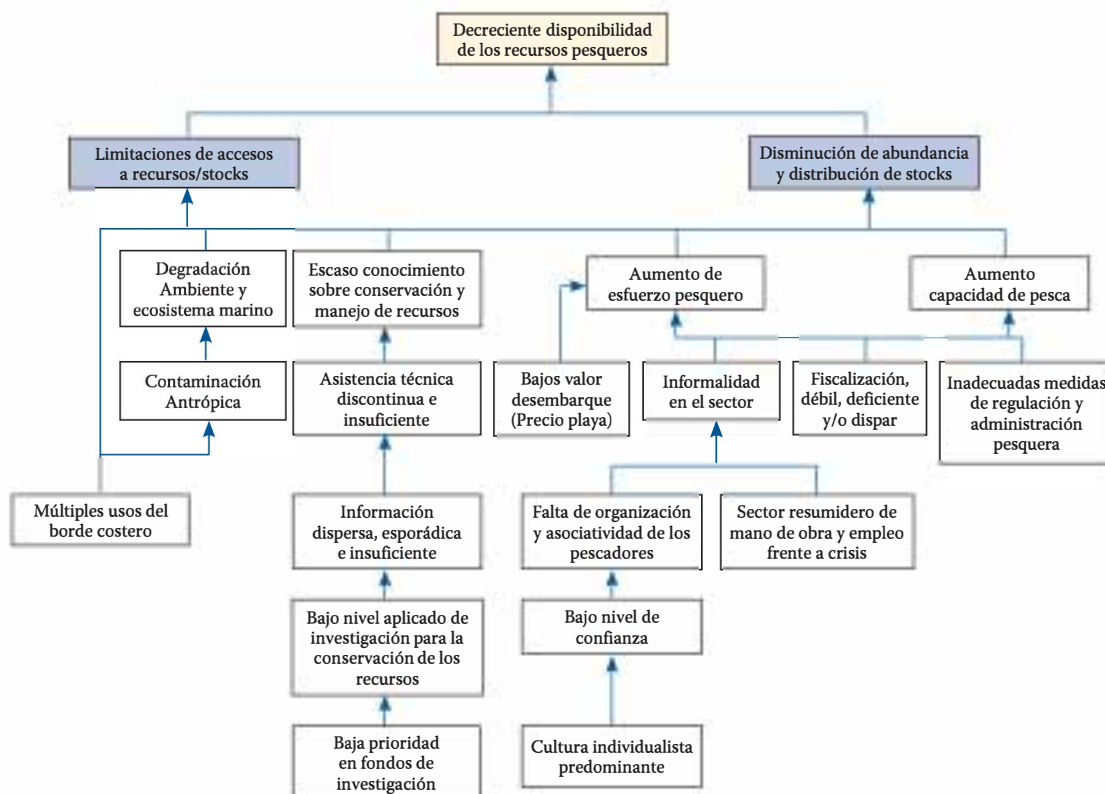 Decreciente disponibilidad
de los recursos pesqueros
Limitaciones de accesos
a recursos/stocks
Disminución de abundancia
y distribución de stocks
Degradación
Ambiente y
ecosistema marino
Escaso conocimiento
sobre conservación y
manejo de recursos
Aumento de
esfuerzo pesquero
Aumento
capacidad de pesca
Contaminación
Antrópica
Asistencia técnica
discontinua e
insuficiente
Bajos valor
desembarque
(Precio playa)
Informalidad
en el sector
Fiscalización,
débil, deficiente
y/o dispar
Inadecuadas medidas
de regulación y
administración
pesquera
Múltiples usos del
borde costero
Información
dispersa, esporádica
e insuficiente
Falta de organización
y asociatividad de los
pescadores
Sector resumidero de
mano de obra y empleo
frente a crisis
Bajo nivel aplicado de
investigación para la
conservación de los
recursos
Bajo nivel de
confianza
Baja prioridad
en fondos de
investigación
Cultura individualista
predominante